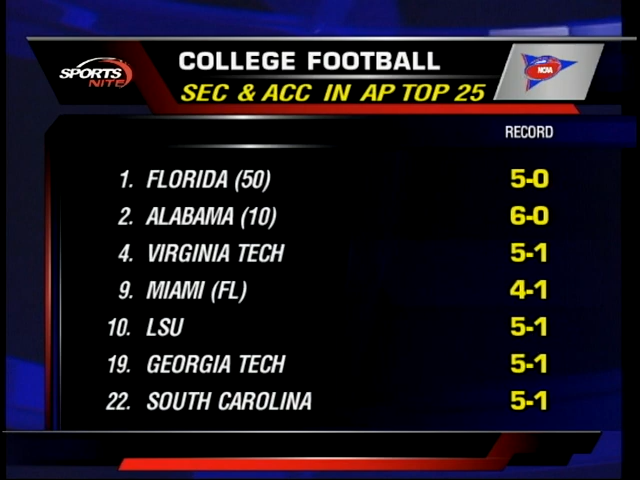 COLLEGE FOOTBALL
SPORTS
NITE
NCAA
SEC & ACC IN AP TOP 25
RECORD
1. FLORIDA (50) 5-0
2. ALABAMA (10) 6-0
4. VIRGINIA TECH 5-1
9. MIAMI (FL) 4-1
10. LSU 5-1
19. GEORGIA TECH 5-1
22. SOUTH CAROLINA 5-1